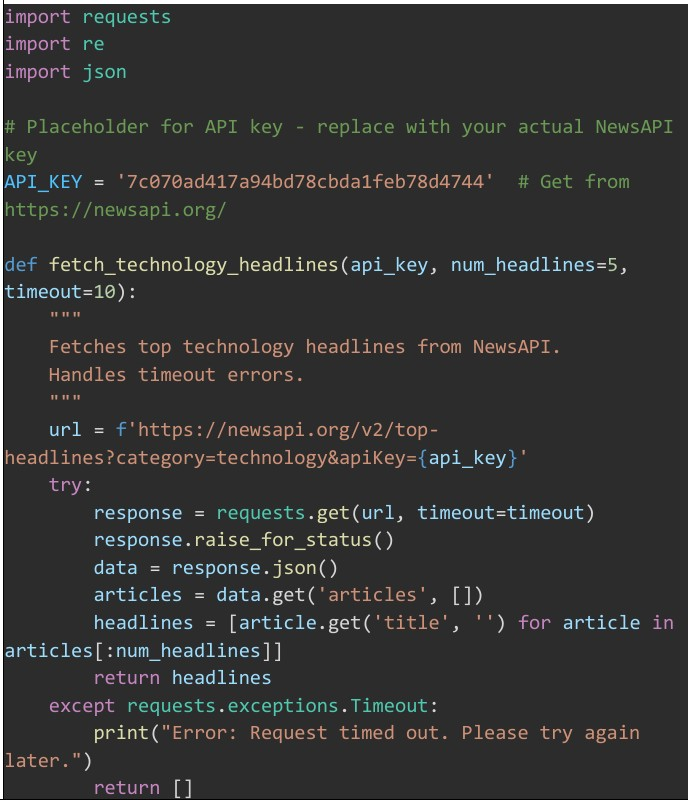 import requests
import re
import json
# Placeholder for API key - replace with your actual NewsAPI
key
API_KEY = '7c070ad417a94bd78cbda1feb78d4744'  # Get from
https://newsapi.org/
def fetch_technology_headlines(api_key, num_headlines=5,
timeout=10):
    """
    Fetches top technology headlines from NewsAPI.
    Handles timeout errors.
    """
    url = f'https://newsapi.org/v2/top-
headlines?category=technology&apiKey={api_key}'
    try:
        response = requests.get(url, timeout=timeout)
        response.raise_for_status()
        data = response.json()
        articles = data.get('articles', [])
        headlines = [article.get('title', '') for article in
articles[:num_headlines]]
        return headlines
    except requests.exceptions.Timeout:
        print("Error: Request timed out. Please try again
later.")
        return []